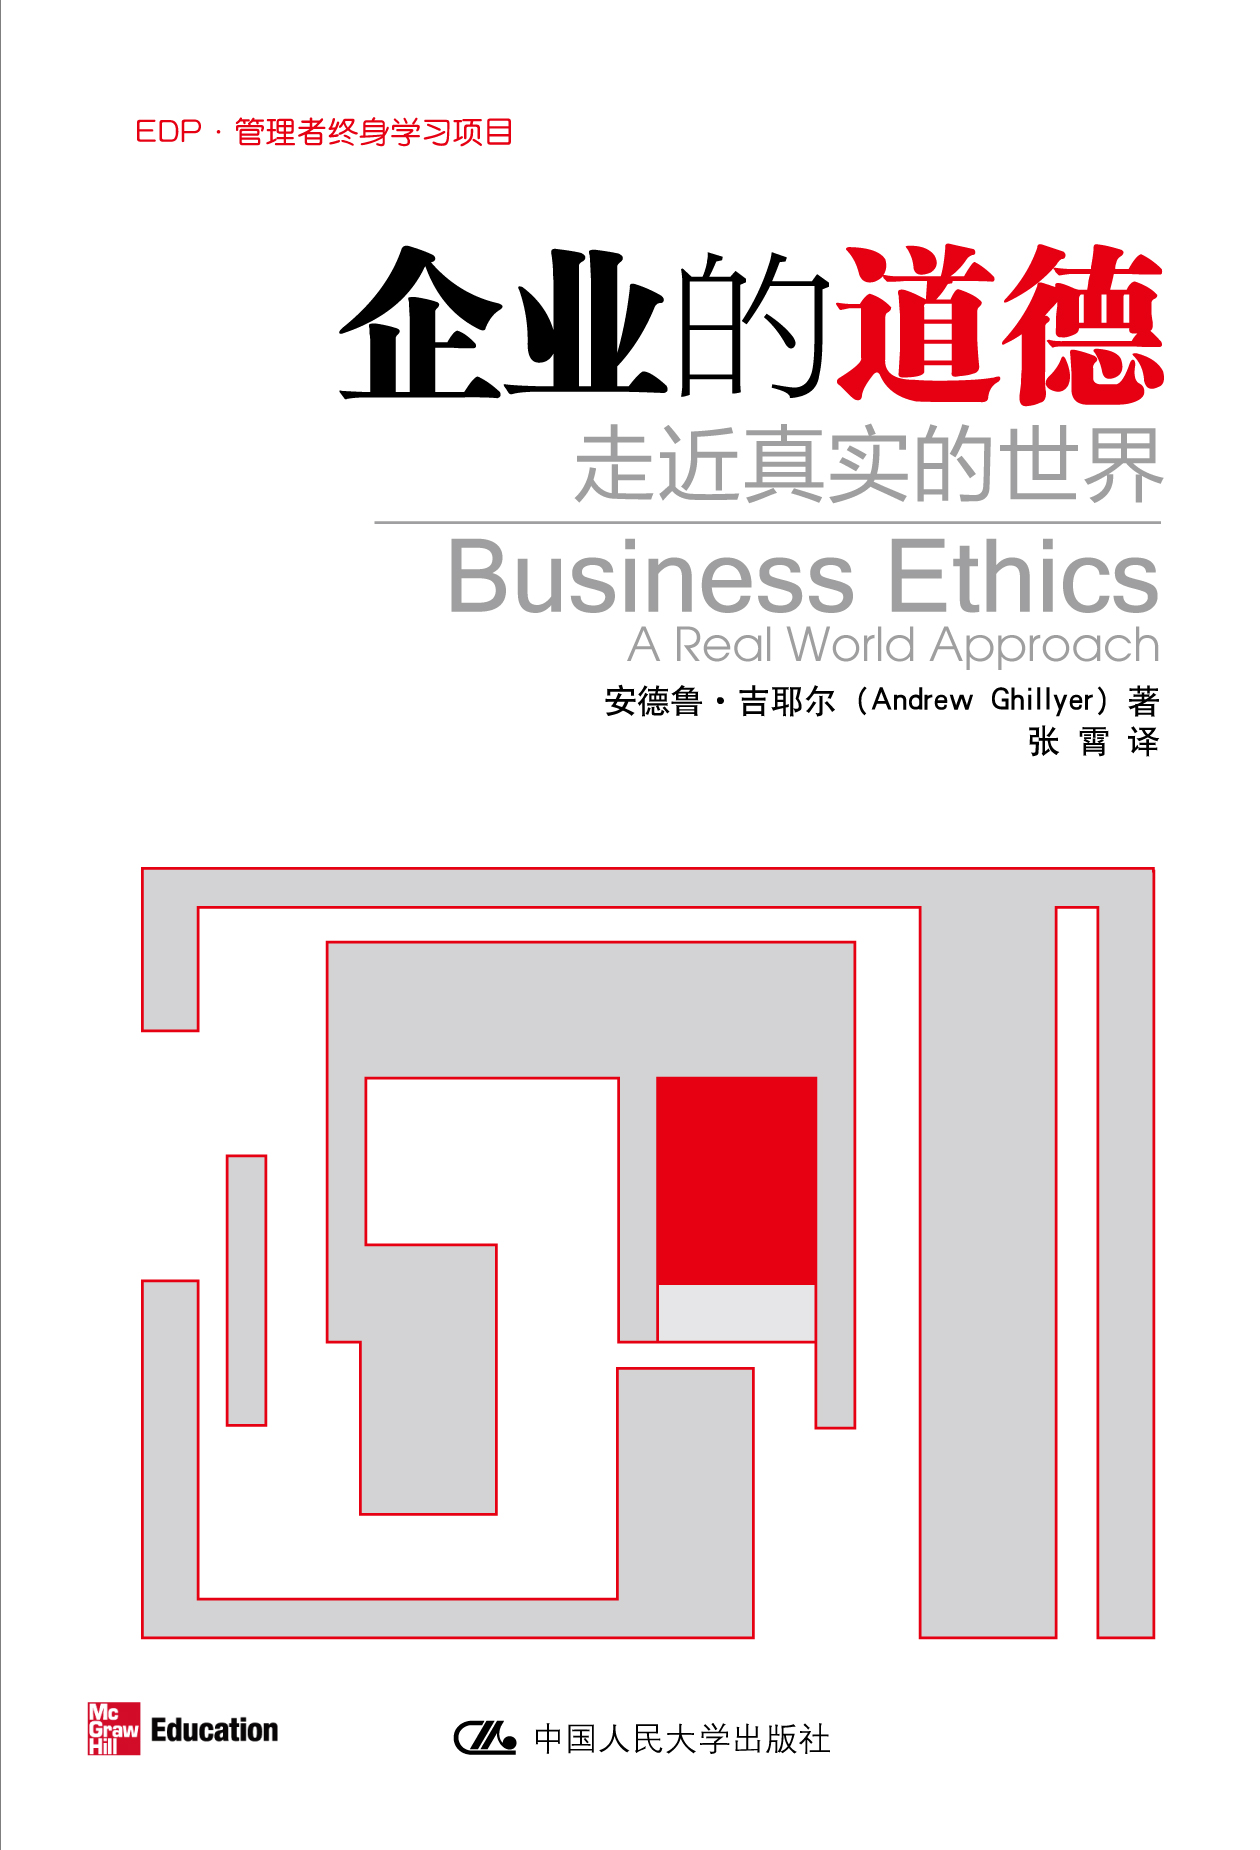 EDP·管理者终身学习项目
企业的道德
走近真实的世界
Business Ethics
A Real World Approach
安德鲁·吉耶尔（Andrew Ghillyer）著
张 霄 译
Mc
Graw
Hill
Education
中国人民大学出版社